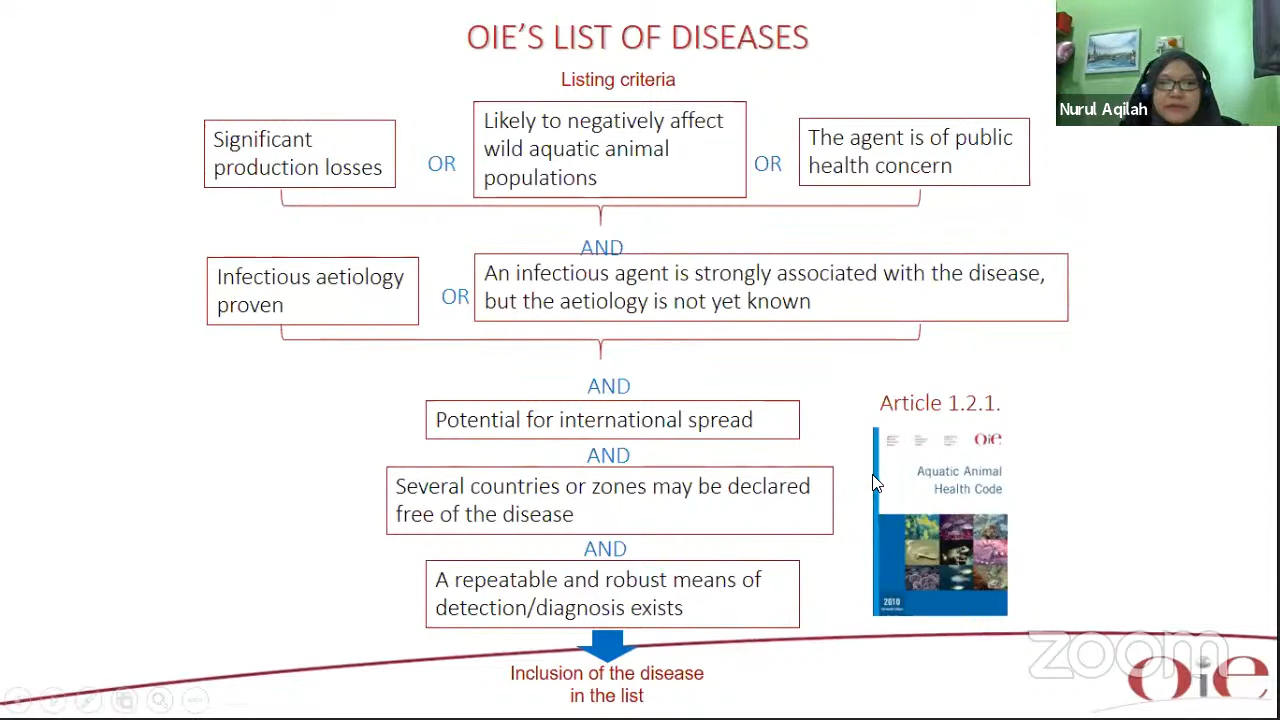 OIE'S LIST OF DISEASES
Listing criteria
Nurul Aqilah
Significant
production losses
OR
Likely to negatively affect
wild aquatic animal
populations
OR
The agent is of public
health concern
AND
Infectious aetiology
proven
OR
An infectious agent is strongly associated with the disease,
but the aetiology is not yet known
AND
Potential for international spread
AND
Several countries or zones may be declared
free of the disease
AND
A repeatable and robust means of
detection/diagnosis exists
Inclusion of the disease
in the list
Article 1.2.1.
Oie
Aquatic Animal
Health Code
2010
zoom
Oie